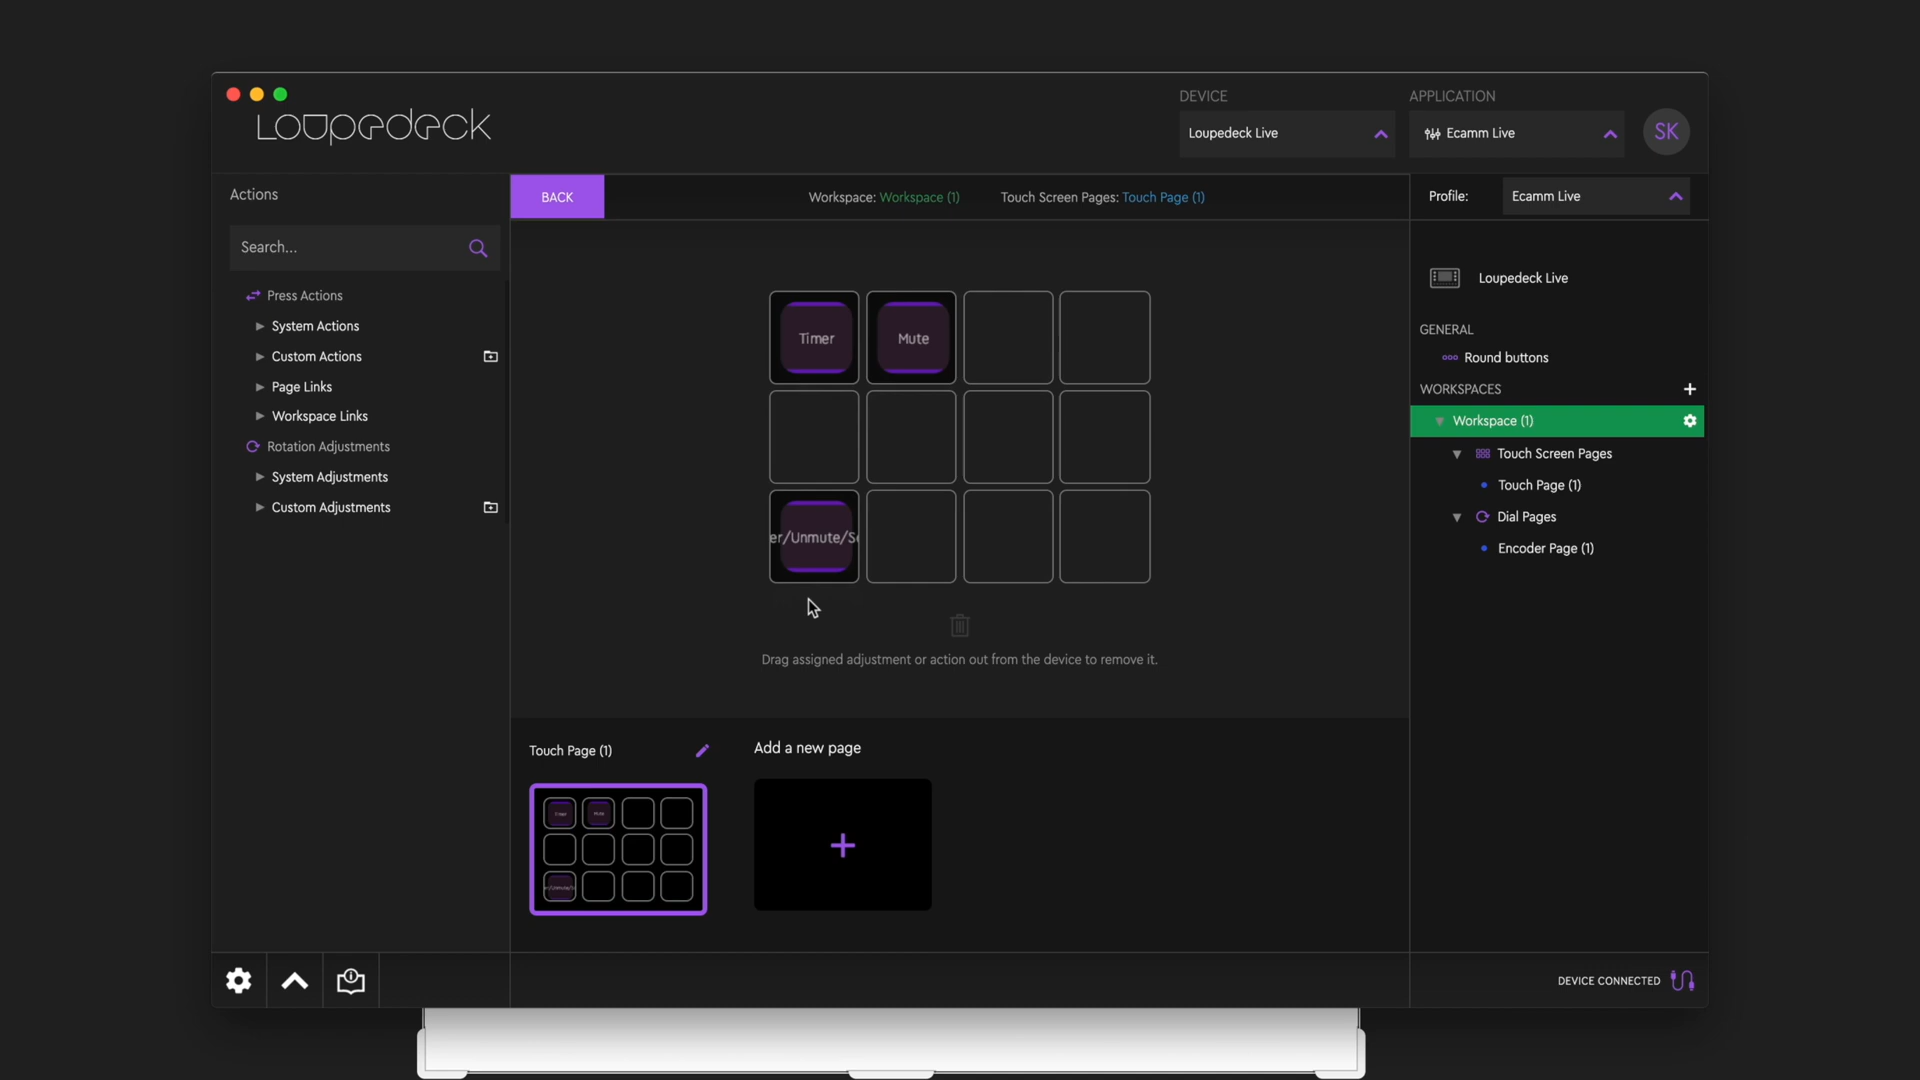 Loupedeck
DEVICE
Loupedeck Live
APPLICATION
Ecamm Live
SK
Actions
BACK
Workspace: Workspace (1)
Touch Screen Pages: Touch Page (1)
Profile:
Ecamm Live
Search...
Press Actions
System Actions
Custom Actions
Page Links
Workspace Links
Rotation Adjustments
System Adjustments
Custom Adjustments
Timer
Mute
er/Unmute/Sc
Drag assigned adjustment or action out from the device to remove it.
Loupedeck Live
GENERAL
Round buttons
WORKSPACES
Workspace (1)
Touch Screen Pages
Touch Page (1)
Dial Pages
Encoder Page (1)
Touch Page (1)
Add a new page
Timer
Mute
DEVICE CONNECTED